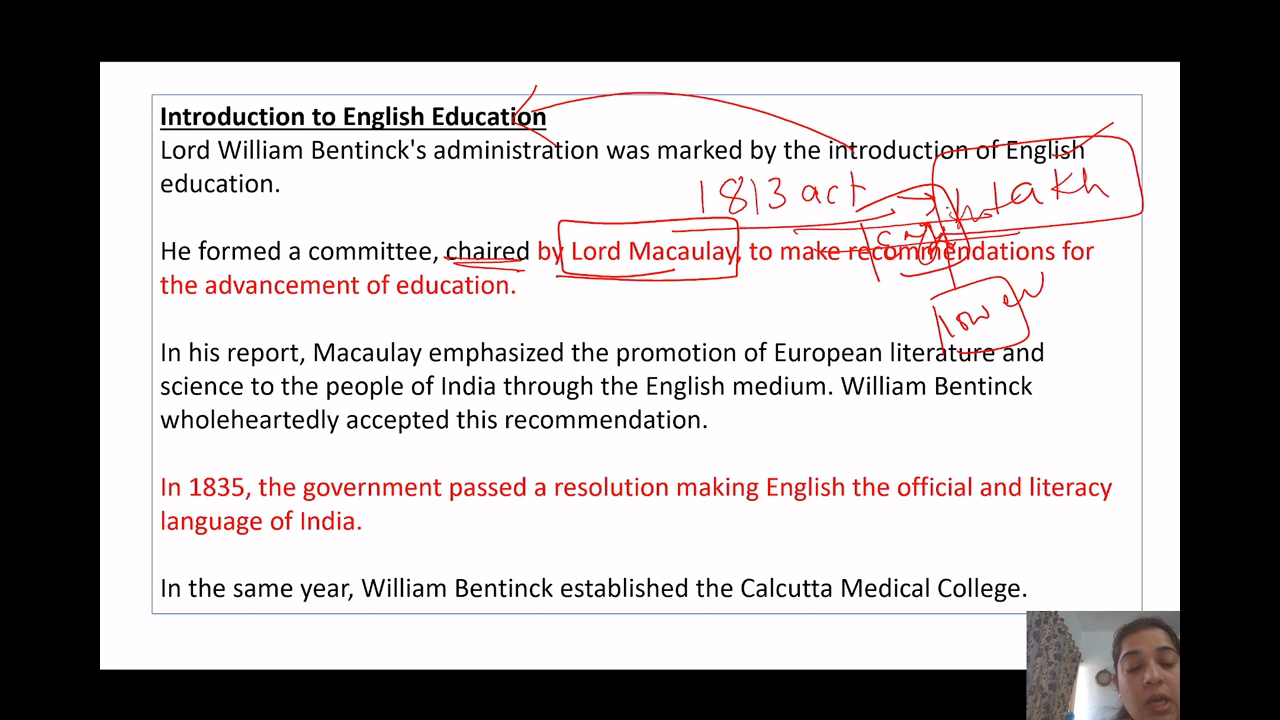 Introduction to English Education
Lord William Bentinck's administration was marked by the introduction of English
education.
1813 act
lakh
He formed a committee, chaired by Lord Macaulay, to make recommendations for
the advancement of education.
lower
In his report, Macaulay emphasized the promotion of European literature and
science to the people of India through the English medium. William Bentinck
wholeheartedly accepted this recommendation.
In 1835, the government passed a resolution making English the official and literacy
language of India.
In the same year, William Bentinck established the Calcutta Medical College.